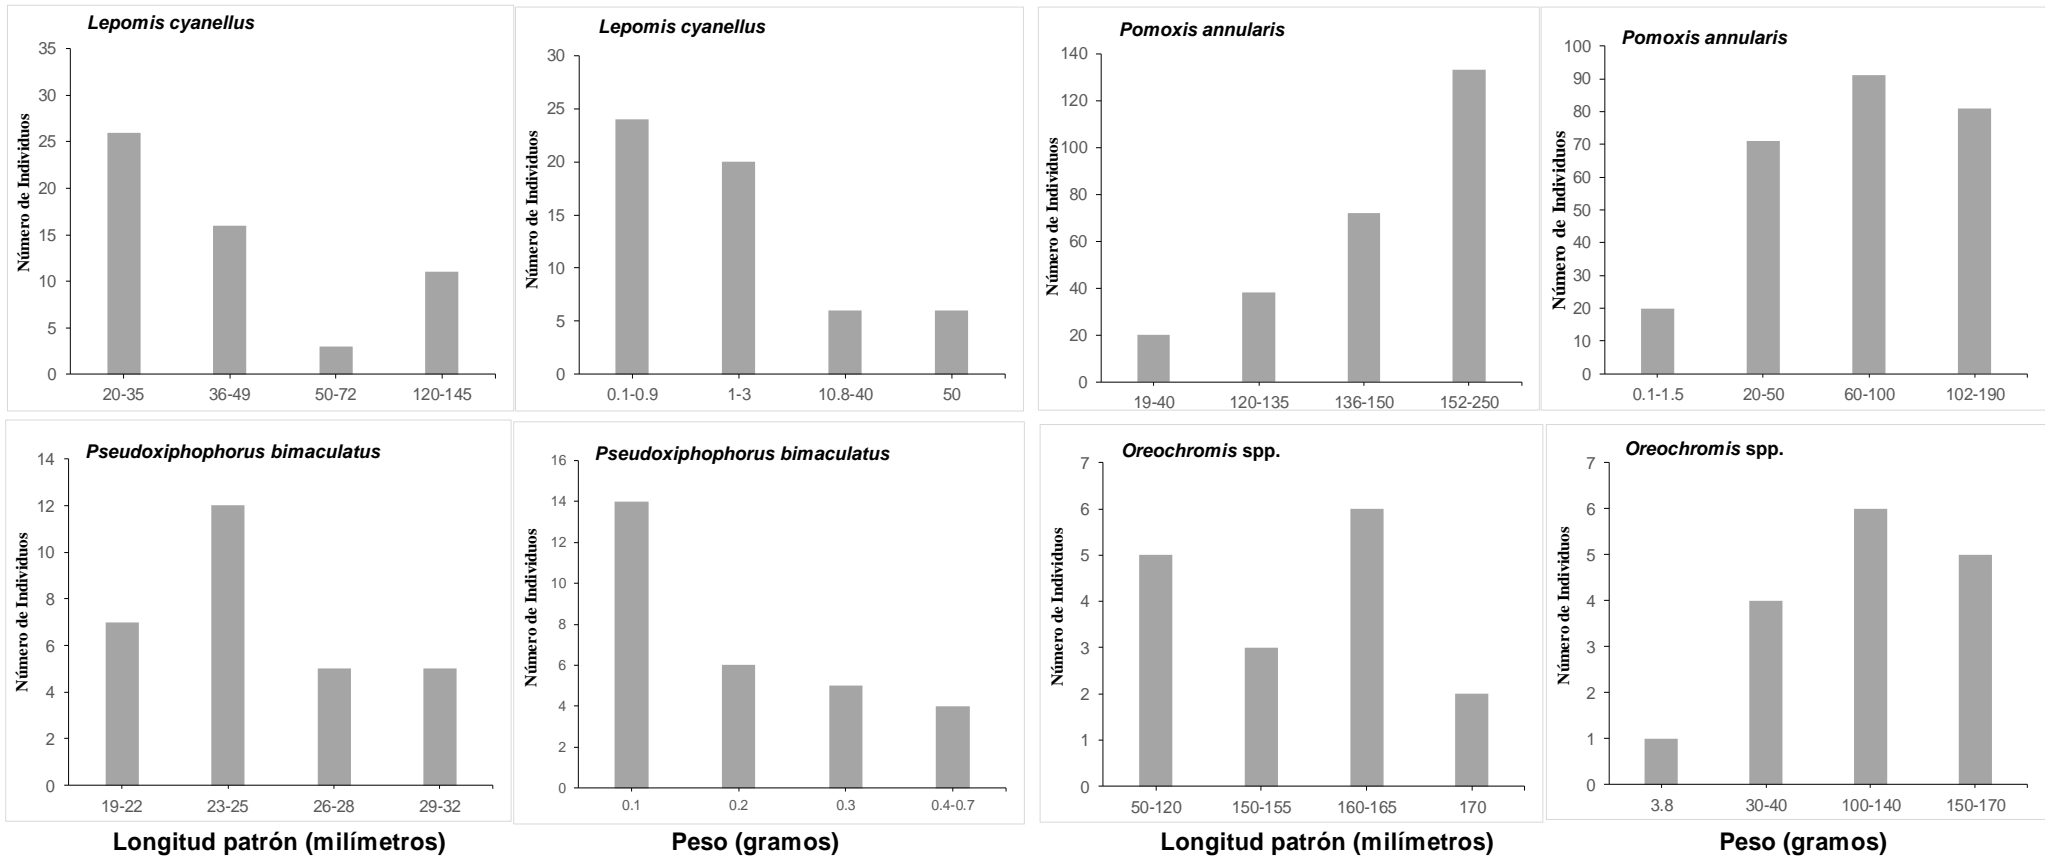 Lepomis cyanellus
35
30
25
20
15
10
5
0
Número de Individuos
20-35 36-49 50-72 120-145
Lepomis cyanellus
30
25
20
15
10
5
0
Número de Individuos
0.1-0.9 1-3 10.8-40 50
Pomoxis annularis
140
120
100
80
60
40
20
0
Número de Individuos
19-40 120-135 136-150 152-250
Pomoxis annularis
100
90
80
70
60
50
40
30
20
10
0
Número de Individuos
0.1-1.5 20-50 60-100 102-190
Pseudoxiphophorus bimaculatus
14
12
10
8
6
4
2
0
Número de Individuos
19-22 23-25 26-28 29-32
Longitud patrón (milímetros)
Pseudoxiphophorus bimaculatus
16
14
12
10
8
6
4
2
0
Número de Individuos
0.1 0.2 0.3 0.4-0.7
Peso (gramos)
Oreochromis spp.
7
6
5
4
3
2
1
0
Número de Individuos
50-120 150-155 160-165 170
Longitud patrón (milímetros)
Oreochromis spp.
7
6
5
4
3
2
1
0
Número de Individuos
3.8 30-40 100-140 150-170
Peso (gramos)